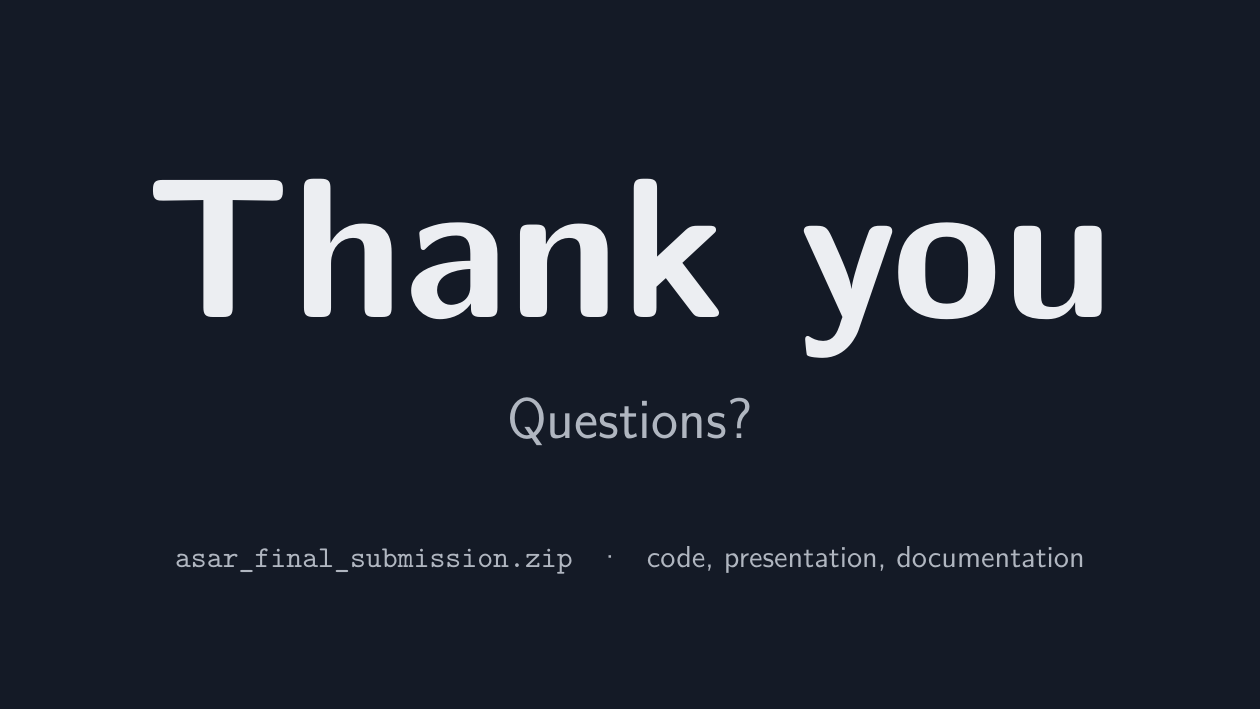 Thank you
Questions?
asar_final_submission.zip · code, presentation, documentation